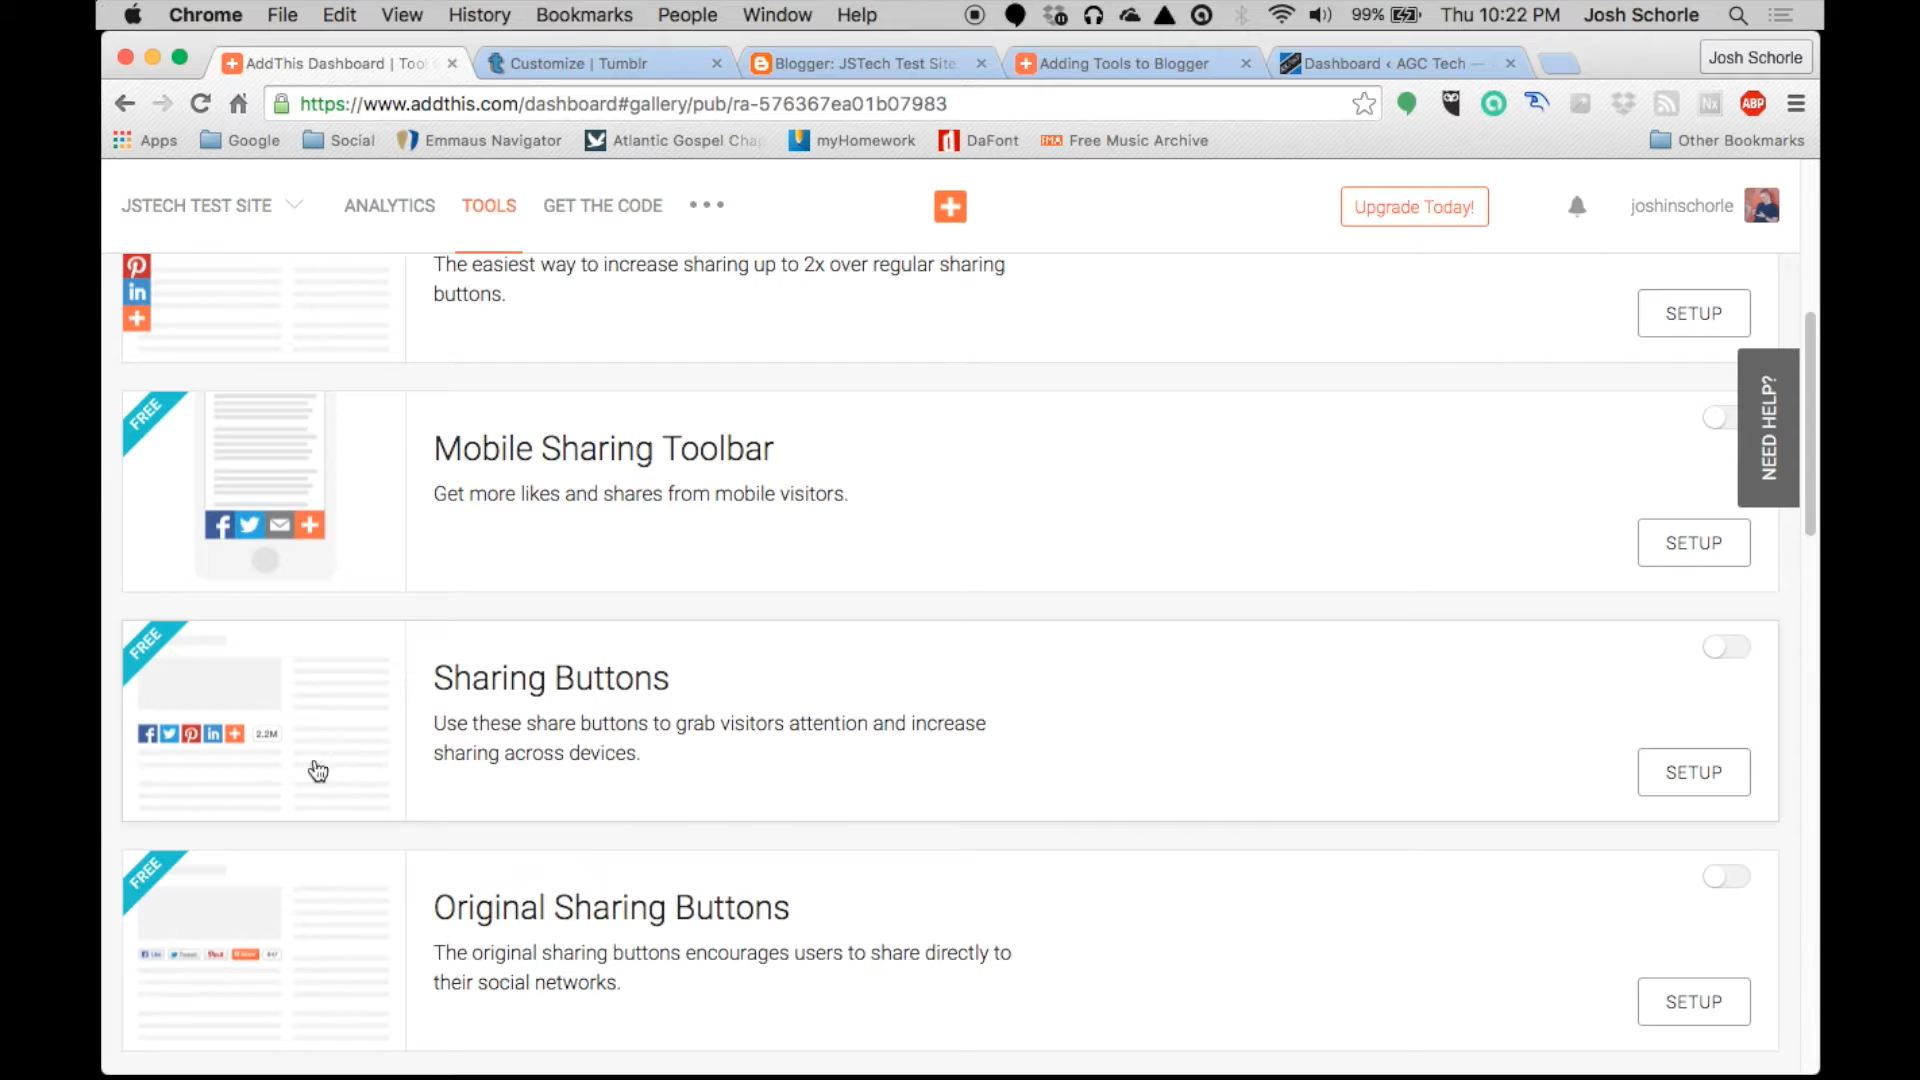 Chrome File Edit View History Bookmarks People Window Help 99% Thu 10:22 PM Josh Schorle
AddThis Dashboard | Tool Customize | Tumblr Blogger: JSTech Test Site Adding Tools to Blogger Dashboard ‹ AGC Tech — Josh Schorle
https://www.addthis.com/dashboard#gallery/pub/ra-576367ea01b07983 ABP
Apps Google Social Emmaus Navigator Atlantic Gospel Cha myHomework DaFont FMA Free Music Archive Other Bookmarks
JSTECH TEST SITE ANALYTICS TOOLS GET THE CODE Upgrade Today! joshinschorle
The easiest way to increase sharing up to 2x over regular sharing
buttons.
SETUP
NEED HELP?
FREE
Mobile Sharing Toolbar
Get more likes and shares from mobile visitors.
SETUP
FREE
Sharing Buttons
Use these share buttons to grab visitors attention and increase
sharing across devices.
2.2M
SETUP
FREE
Original Sharing Buttons
The original sharing buttons encourages users to share directly to
their social networks.
SETUP